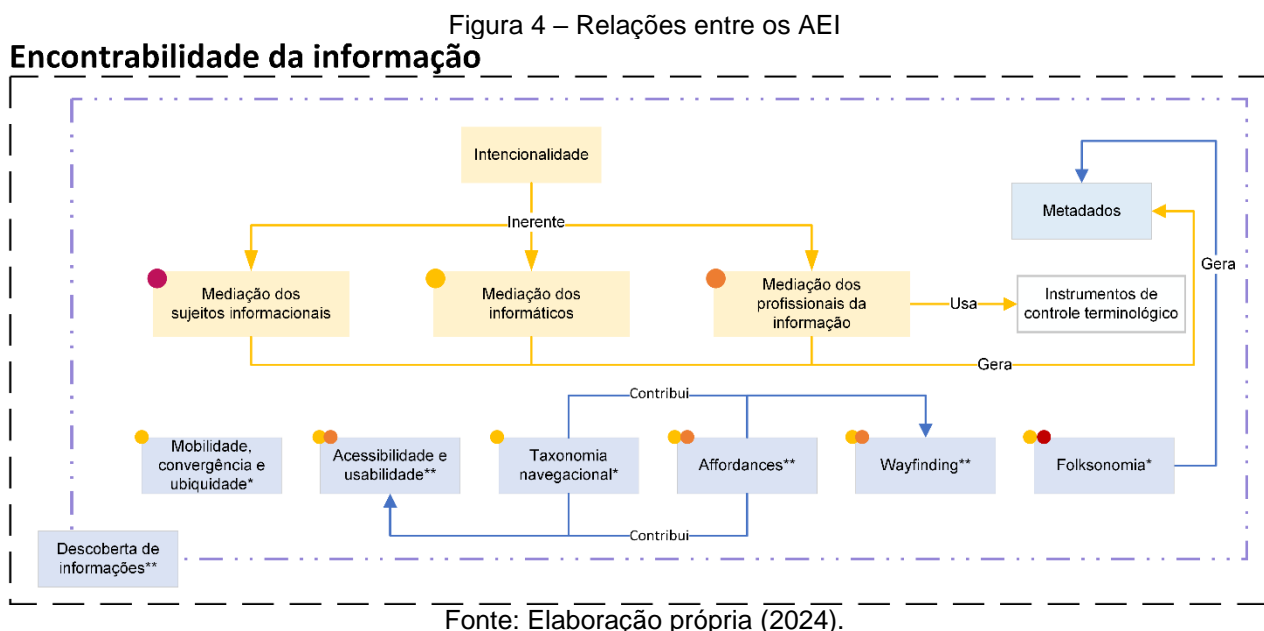 Figura 4 – Relações entre os AEI
Encontrabilidade da informação
Intencionalidade
Metadados
Inerente
Gera
Mediação dos
sujeitos informacionais
Mediação dos
informáticos
Mediação dos
profissionais da
informação
Usa
Instrumentos de
controle terminológico
Gera
Contribui
Mobilidade,
convergência e
ubiquidade*
Acessibilidade e
usabilidade**
Taxonomia
navegacional*
Affordances**
Wayfinding**
Folksonomia*
Contribui
Descoberta de
informações**
Fonte: Elaboração própria (2024).